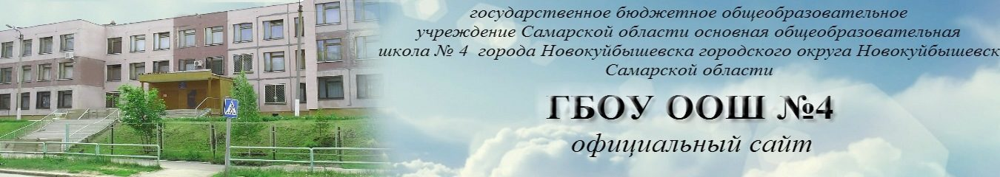 государственное бюджетное общеобразовательное
учреждение Самарской области основная общеобразовательная
школа № 4 города Новокуйбышевска городского округа Новокуйбышевск
Самарской области
ГБОУ ООШ №4
официальный сайт